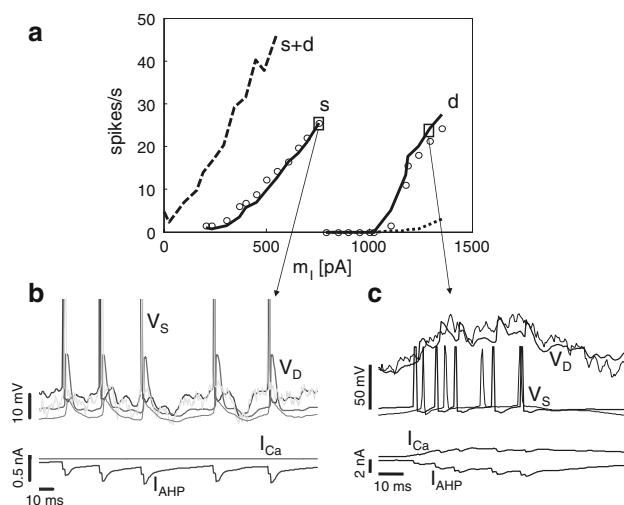 a
50
40
30
20
10
0
spikes/s
s+d
s
d
0 500 1000 1500
m_I [pA]
b
V_S
V_D
10 mV
I_Ca
0.5 nA
I_AHP
10 ms
c
V_D
50 mV
V_S
I_Ca
2 nA
I_AHP
10 ms